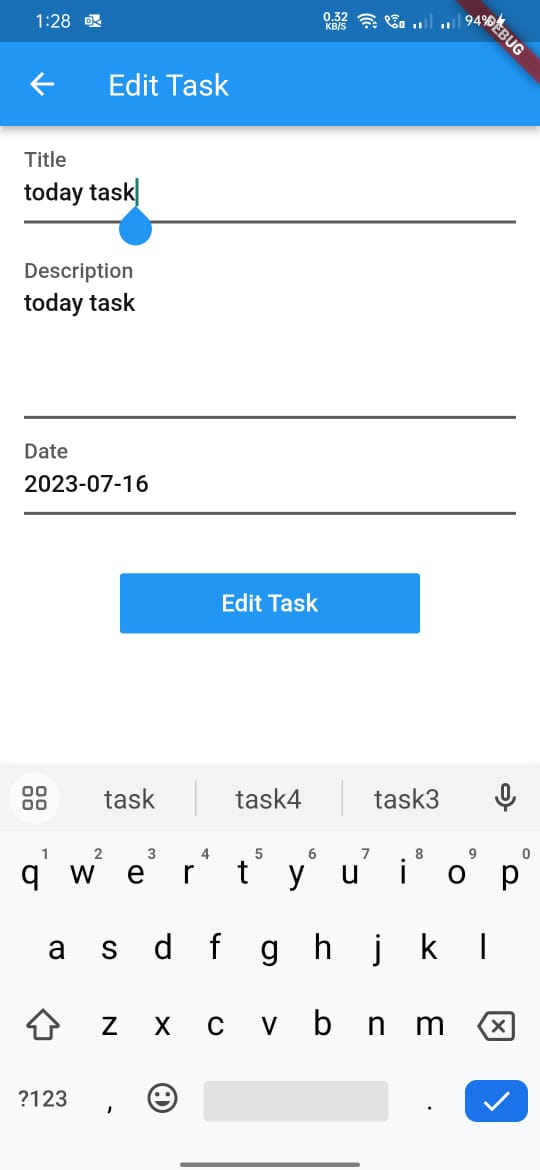 1:28
0.32 KB/S
94%
DEBUG
Edit Task
Title
today task
Description
today task
Date
2023-07-16
Edit Task
task task4 task3
1 2 3 4 5 6 7 8 9 0
q w e r t y u i o p
a s d f g h j k l
z x c v b n m
?123 , .